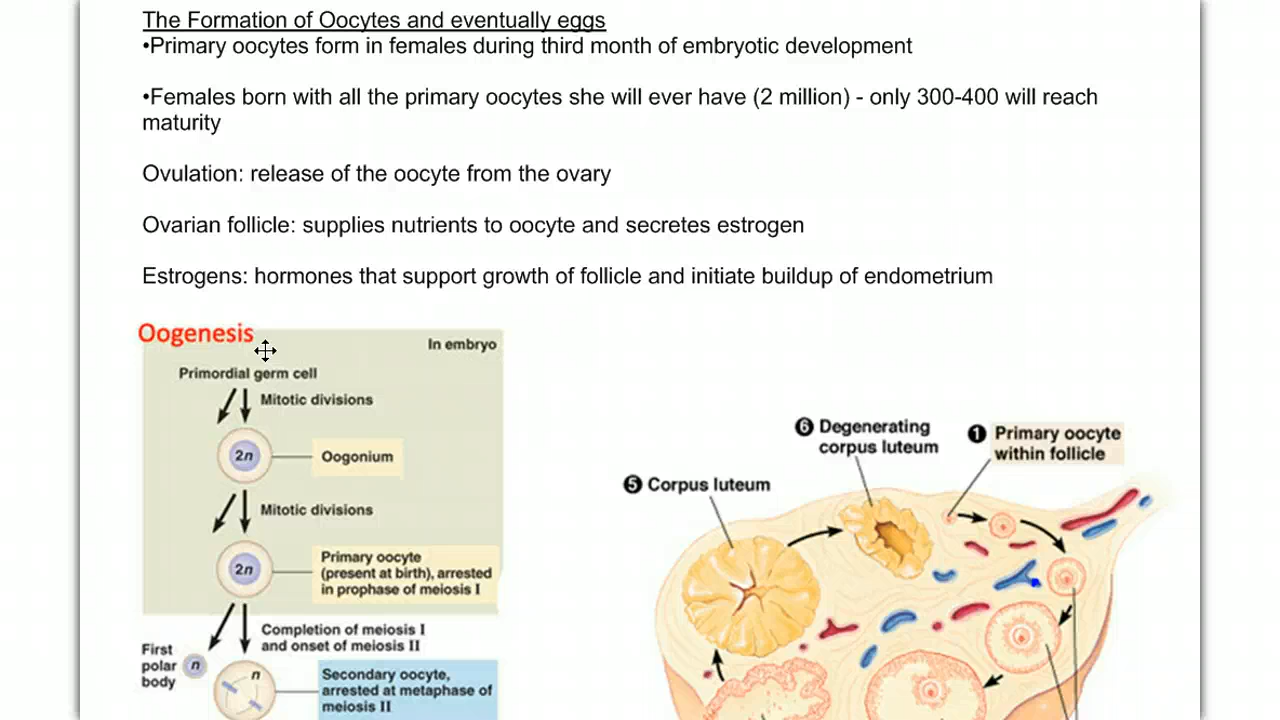 The Formation of Oocytes and eventually eggs
•Primary oocytes form in females during third month of embryotic development
•Females born with all the primary oocytes she will ever have (2 million) - only 300-400 will reach
maturity
Ovulation: release of the oocyte from the ovary
Ovarian follicle: supplies nutrients to oocyte and secretes estrogen
Estrogens: hormones that support growth of follicle and initiate buildup of endometrium
Oogenesis
In embryo
Primordial germ cell
Mitotic divisions
2n
Oogonium
Mitotic divisions
2n
Primary oocyte
(present at birth), arrested
in prophase of meiosis I
Completion of meiosis I
and onset of meiosis II
First
polar
body
n
n
Secondary oocyte,
arrested at metaphase of
meiosis II
6 Degenerating
corpus luteum
1 Primary oocyte
within follicle
5 Corpus luteum